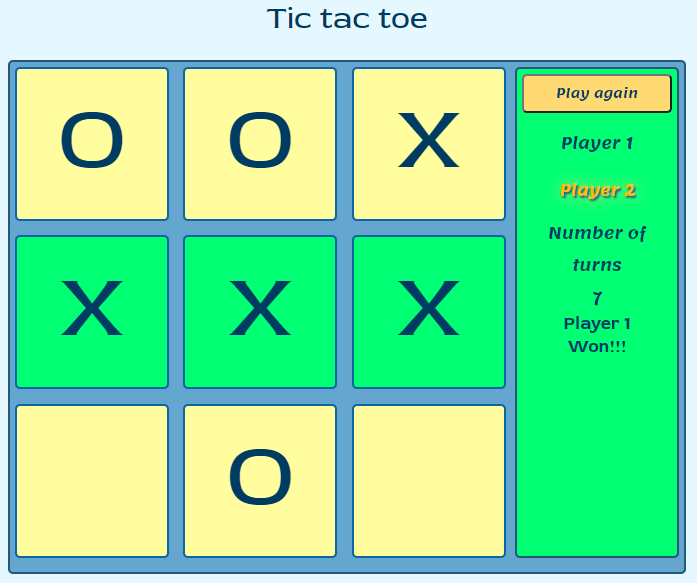 Tic tac toe
O O X
X X X
O
Play again
Player 1
Player 2
Number of
turns
7
Player 1
Won!!!